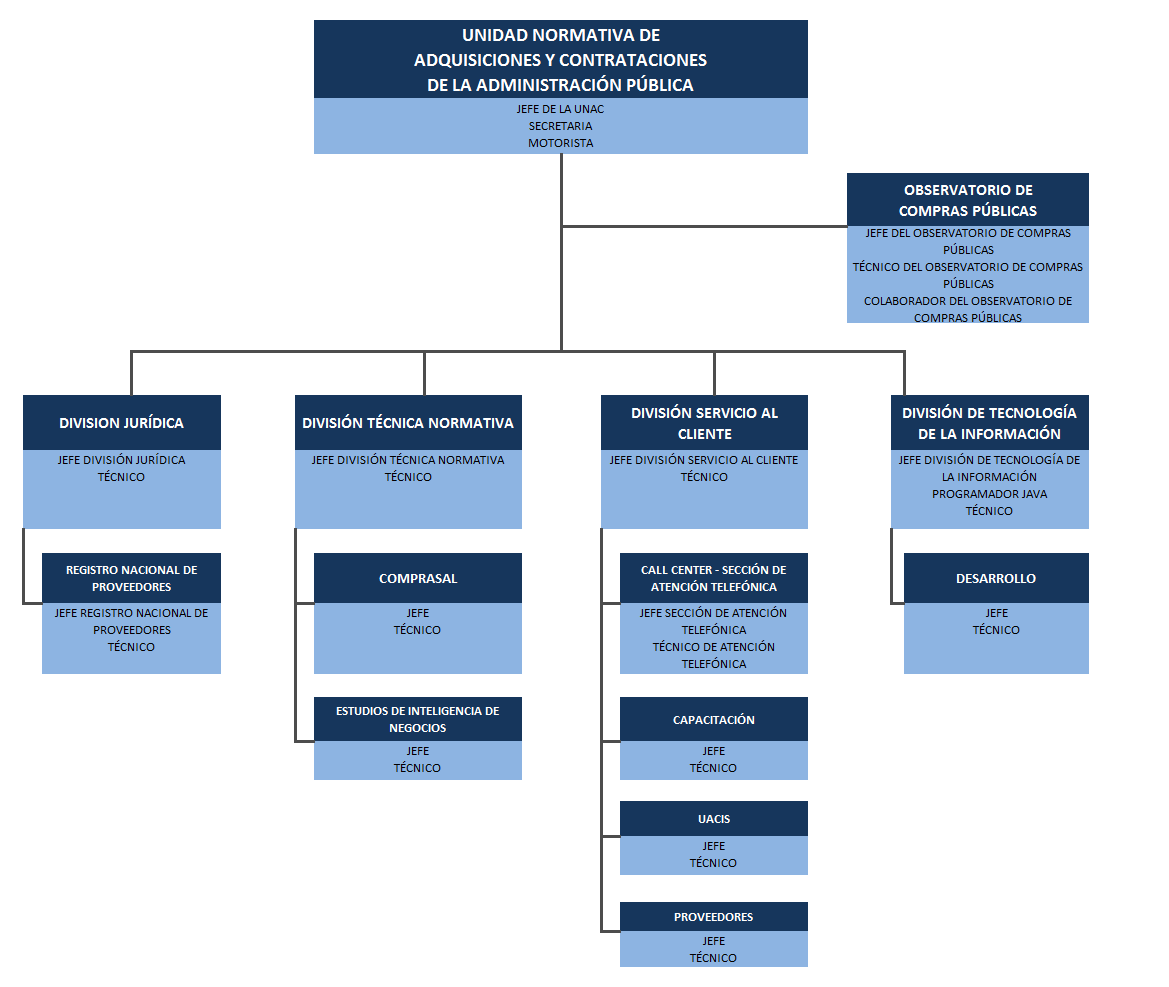 UNIDAD NORMATIVA DE
ADQUISICIONES Y CONTRATACIONES
DE LA ADMINISTRACIÓN PÚBLICA
JEFE DE LA UNAC
SECRETARIA
MOTORISTA
OBSERVATORIO DE
COMPRAS PÚBLICAS
JEFE DEL OBSERVATORIO DE COMPRAS
PÚBLICAS
TÉCNICO DEL OBSERVATORIO DE COMPRAS
PÚBLICAS
COLABORADOR DEL OBSERVATORIO DE
COMPRAS PÚBLICAS
DIVISION JURÍDICA
JEFE DIVISIÓN JURÍDICA
TÉCNICO
REGISTRO NACIONAL DE
PROVEEDORES
JEFE REGISTRO NACIONAL DE
PROVEEDORES
TÉCNICO
DIVISIÓN TÉCNICA NORMATIVA
JEFE DIVISIÓN TÉCNICA NORMATIVA
TÉCNICO
COMPRASAL
JEFE
TÉCNICO
ESTUDIOS DE INTELIGENCIA DE
NEGOCIOS
JEFE
TÉCNICO
DIVISIÓN SERVICIO AL
CLIENTE
JEFE DIVISIÓN SERVICIO AL CLIENTE
TÉCNICO
CALL CENTER - SECCIÓN DE
ATENCIÓN TELEFÓNICA
JEFE SECCIÓN DE ATENCIÓN
TELEFÓNICA
TÉCNICO DE ATENCIÓN
TELEFÓNICA
CAPACITACIÓN
JEFE
TÉCNICO
UACIS
JEFE
TÉCNICO
PROVEEDORES
JEFE
TÉCNICO
DIVISIÓN DE TECNOLOGÍA
DE LA INFORMACIÓN
JEFE DIVISIÓN DE TECNOLOGÍA DE
LA INFORMACIÓN
PROGRAMADOR JAVA
TÉCNICO
DESARROLLO
JEFE
TÉCNICO